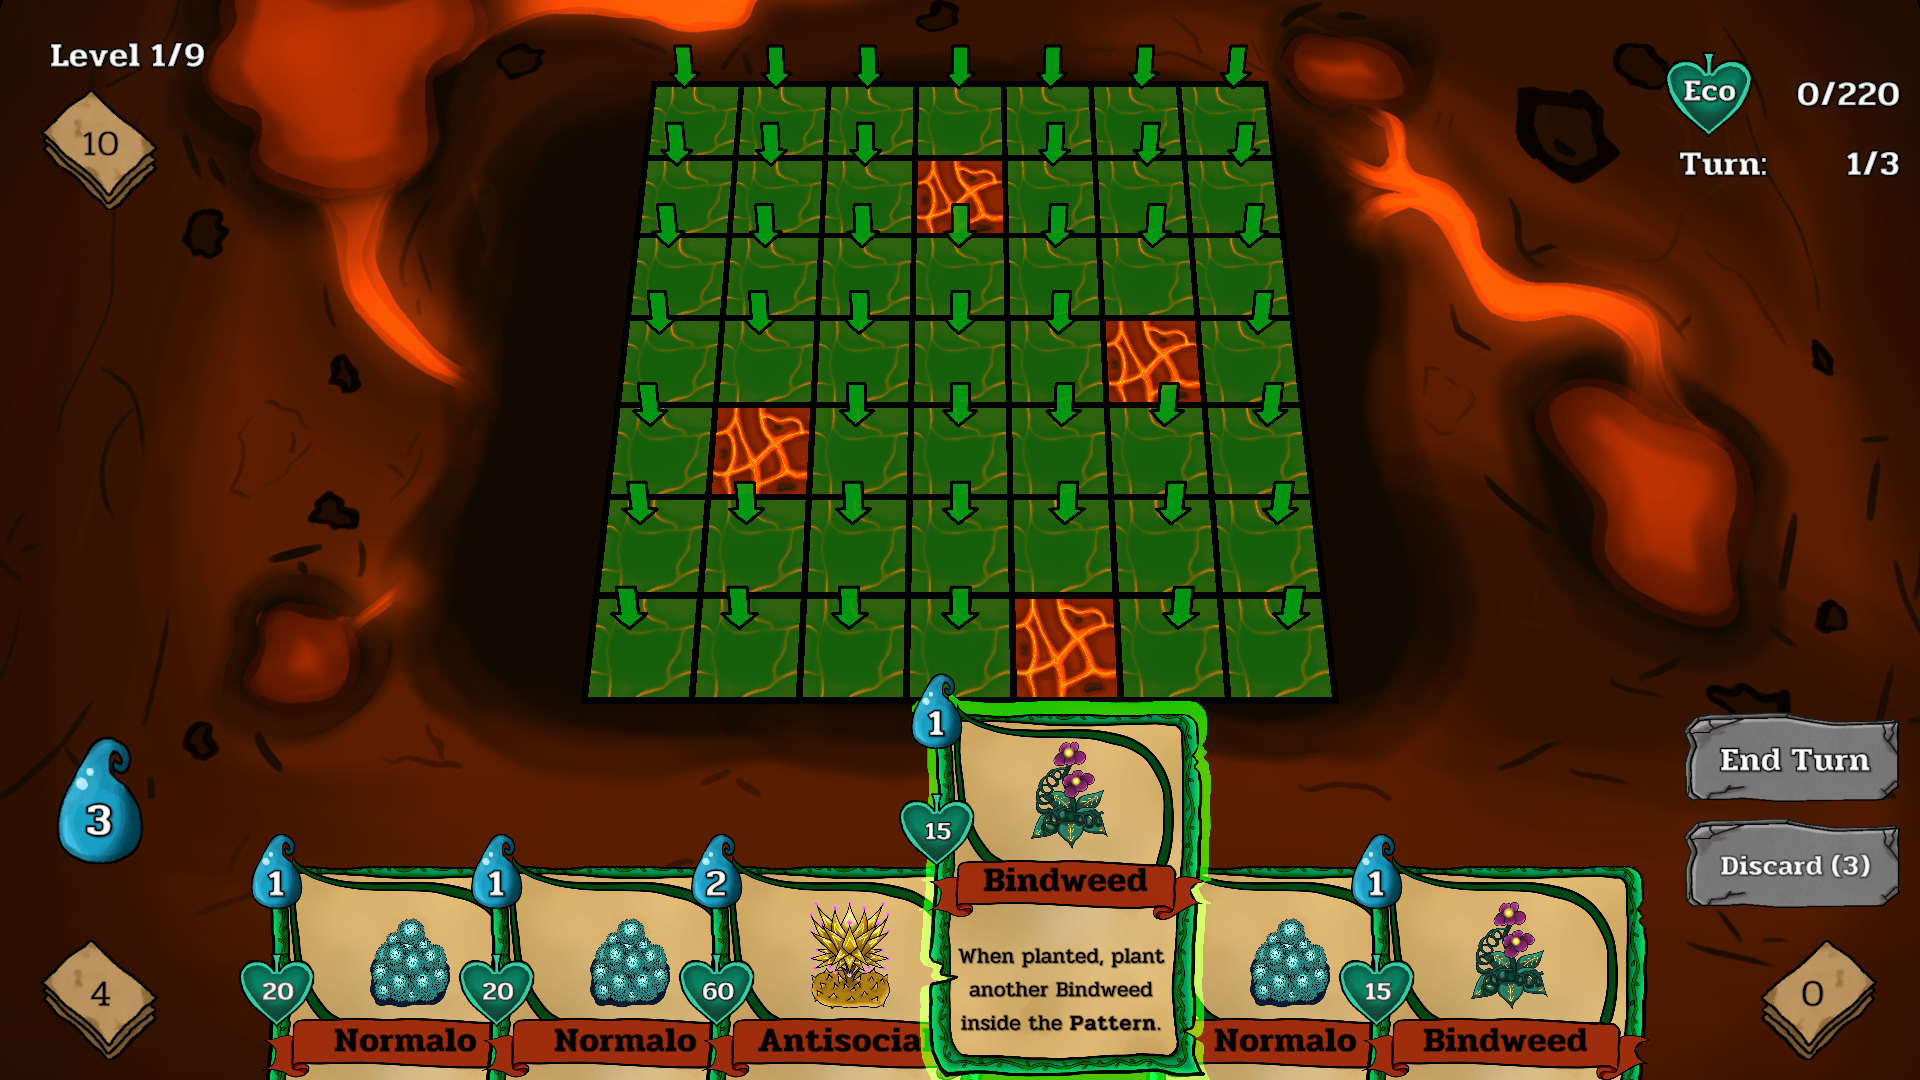 Level 1/9
10
Eco
0/220
Turn: 1/3
3
4
1
20
Normalo
1
20
Normalo
2
60
Antisocia
1
15
Bindweed
When planted, plant
another Bindweed
inside the Pattern.
Normalo
1
15
Bindweed
End Turn
Discard (3)
0